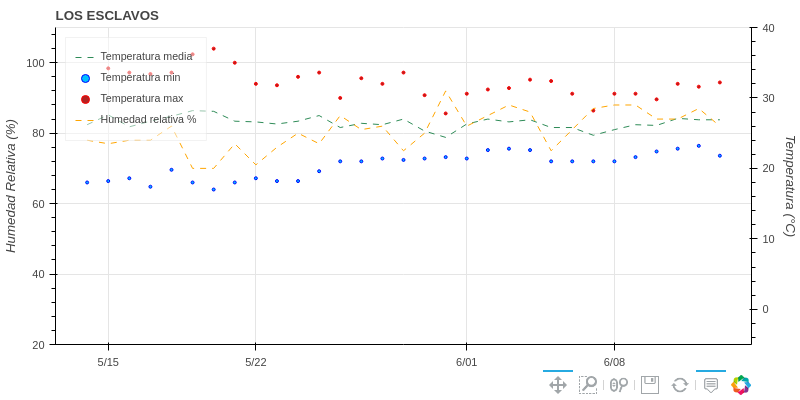 LOS ESCLAVOS
Temperatura media
Temperatura min
Temperatura max
Humedad relativa %
Humedad Relativa (%)
100
80
60
40
20
40
30
20
10
0
Temperatura (°C)
5/15
5/22
6/01
6/08